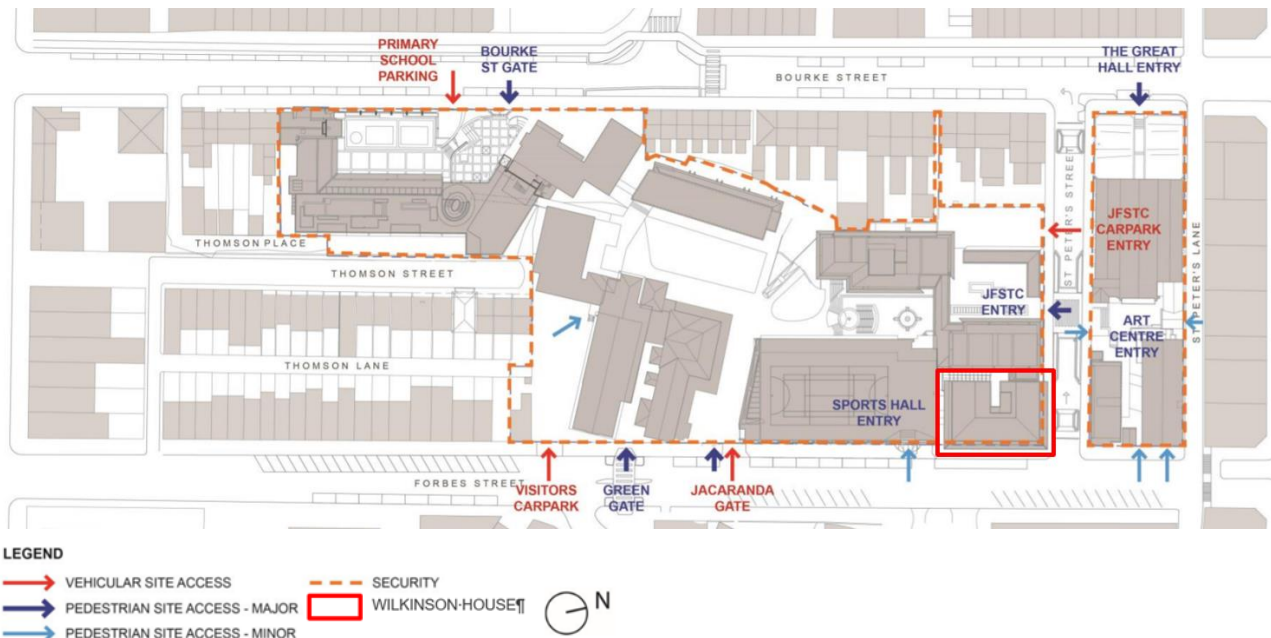 PRIMARY
SCHOOL
PARKING
BOURKE
ST GATE
BOURKE STREET
THE GREAT
HALL ENTRY
ST PETER'S STREET
JFSTC
CARPARK
ENTRY
ST PETER'S LANE
THOMSON PLACE
THOMSON STREET
JFSTC
ENTRY
ART
CENTRE
ENTRY
THOMSON LANE
SPORTS HALL
ENTRY
FORBES STREET
VISITORS
CARPARK
GREEN
GATE
JACARANDA
GATE
LEGEND
VEHICULAR SITE ACCESS
SECURITY
PEDESTRIAN SITE ACCESS - MAJOR
WILKINSON·HOUSE¶
N
PEDESTRIAN SITE ACCESS - MINOR